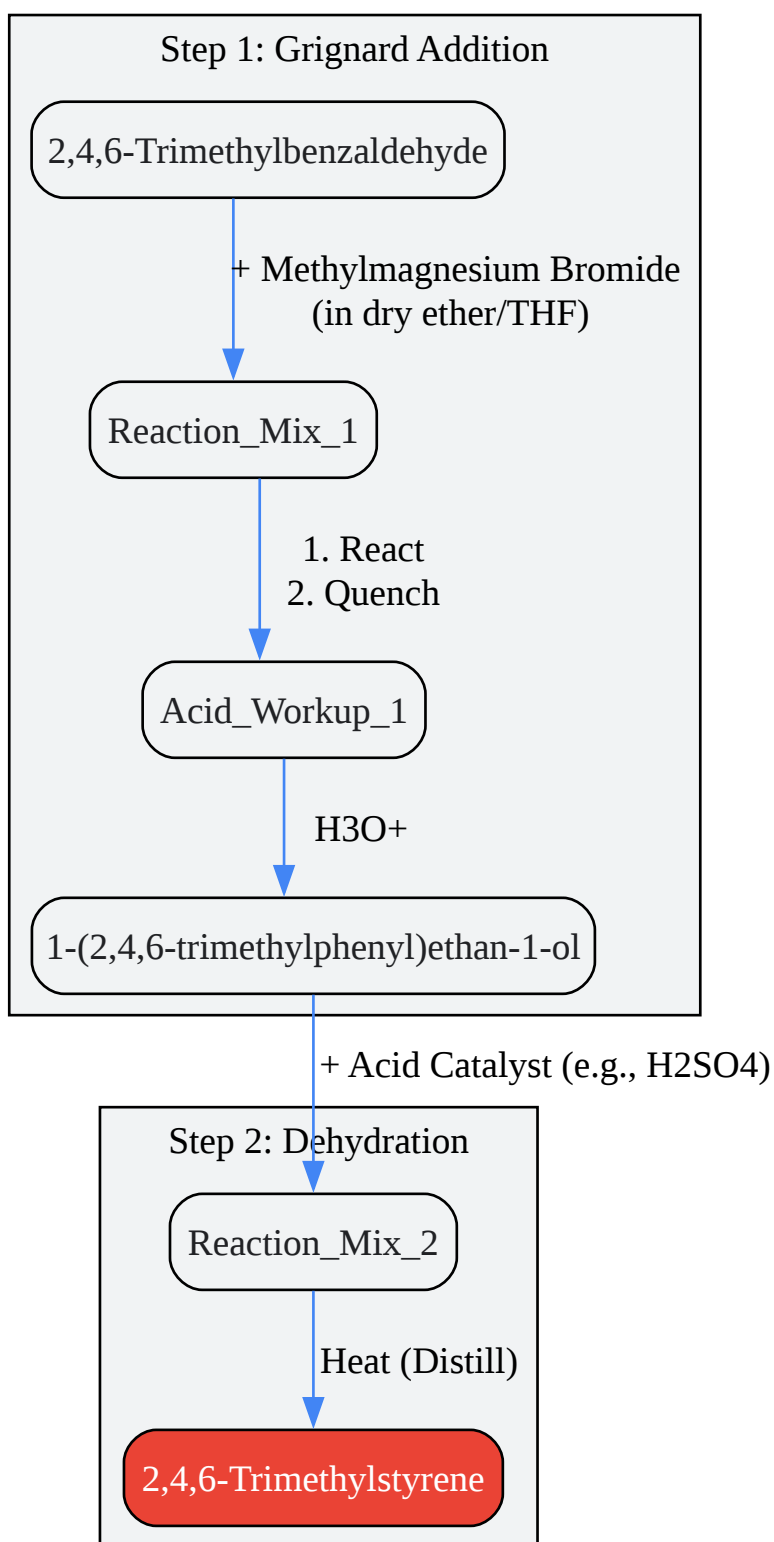 Step 1: Grignard Addition
2,4,6-Trimethylbenzaldehyde
+ Methylmagnesium Bromide
(in dry ether/THF)
Reaction_Mix_1
1. React
2. Quench
Acid_Workup_1
H3O+
1-(2,4,6-trimethylphenyl)ethan-1-ol
+ Acid Catalyst (e.g., H2SO4)
Step 2: Dehydration
Reaction_Mix_2
Heat (Distill)
2,4,6-Trimethylstyrene